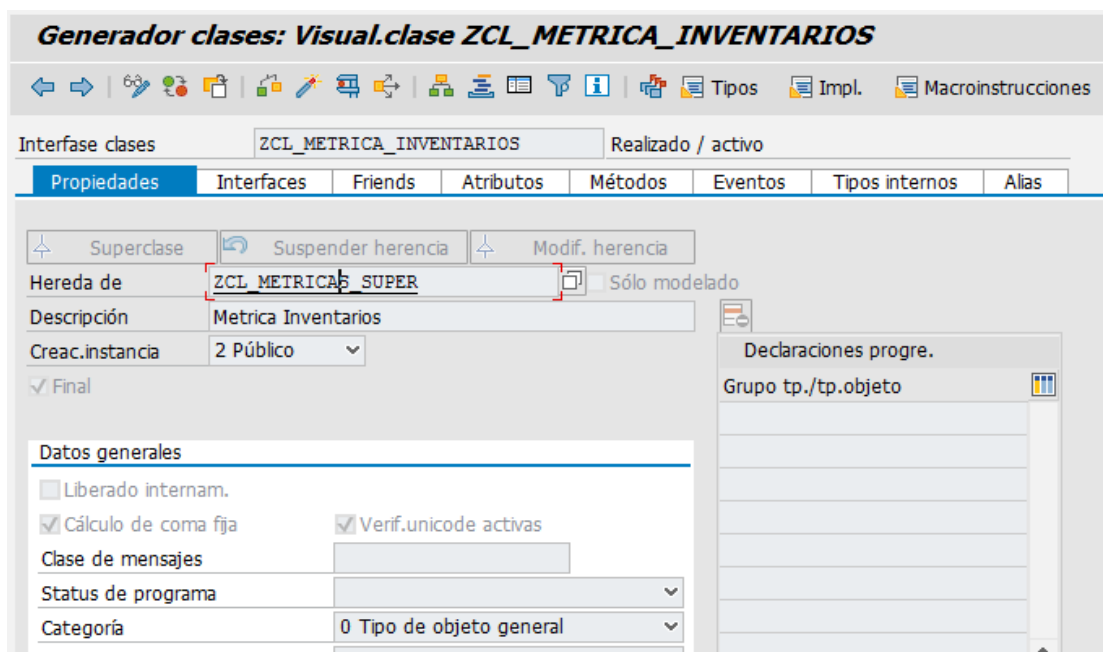 Generador clases: Visual.clase ZCL_METRICA_INVENTARIOS
Tipos Impl. Macroinstrucciones
Interfase clases ZCL_METRICA_INVENTARIOS Realizado / activo
Propiedades Interfaces Friends Atributos Métodos Eventos Tipos internos Alias
Superclase Suspender herencia Modif. herencia
Hereda de ZCL_METRICAS_SUPER Sólo modelado
Descripción Metrica Inventarios
Creac.instancia 2 Público Declaraciones progre.
Final Grupo tp./tp.objeto
Datos generales
Liberado internam.
Cálculo de coma fija Verif.unicode activas
Clase de mensajes
Status de programa
Categoría 0 Tipo de objeto general